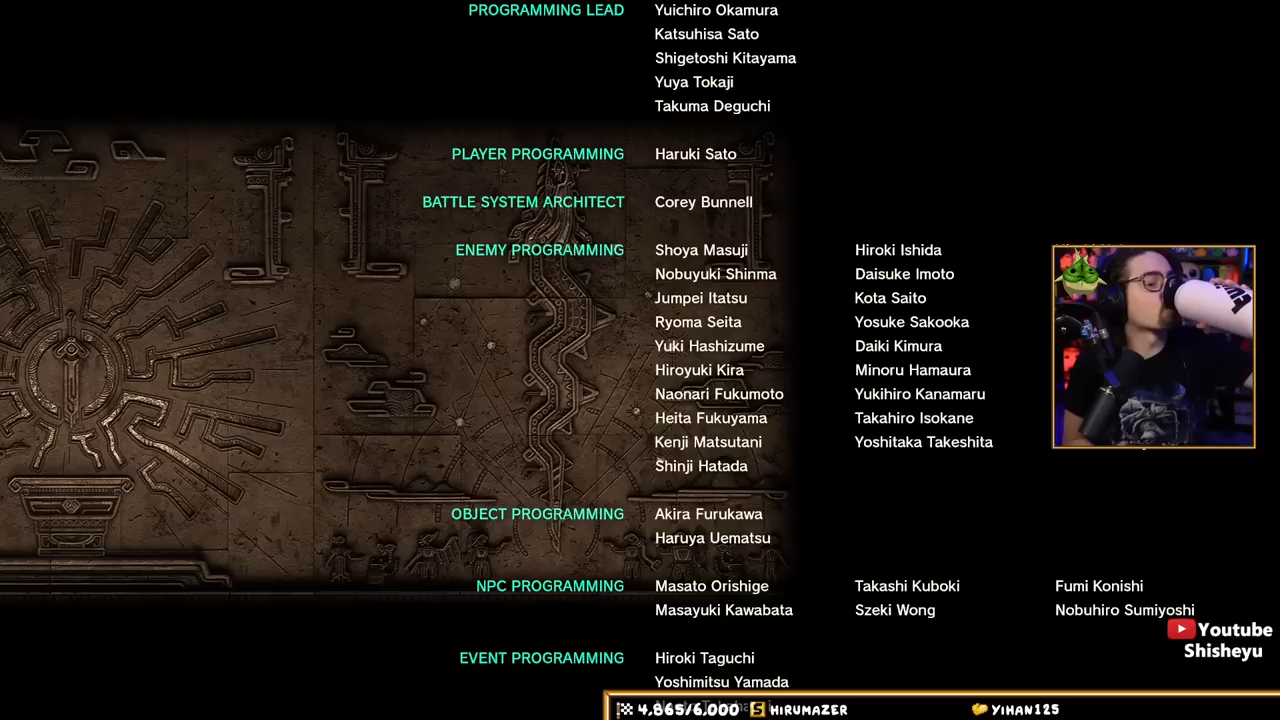 PROGRAMMING LEAD Yuichiro Okamura
Katsuhisa Sato
Shigetoshi Kitayama
Yuya Tokaji
Takuma Deguchi
PLAYER PROGRAMMING Haruki Sato
BATTLE SYSTEM ARCHITECT Corey Bunnell
ENEMY PROGRAMMING Shoya Masuji Hiroki Ishida
Nobuyuki Shinma Daisuke Imoto
Jumpei Itatsu Kota Saito
Ryoma Seita Yosuke Sakooka
Yuki Hashizume Daiki Kimura
Hiroyuki Kira Minoru Hamaura
Naonari Fukumoto Yukihiro Kanamaru
Heita Fukuyama Takahiro Isokane
Kenji Matsutani Yoshitaka Takeshita
Shinji Hatada
OBJECT PROGRAMMING Akira Furukawa
Haruya Uematsu
NPC PROGRAMMING Masato Orishige Takashi Kuboki Fumi Konishi
Masayuki Kawabata Szeki Wong Nobuhiro Sumiyoshi
Youtube
Shisheyu
EVENT PROGRAMMING Hiroki Taguchi
Yoshimitsu Yamada
4,865/6,000 S HIRUMAZER YIHAN125